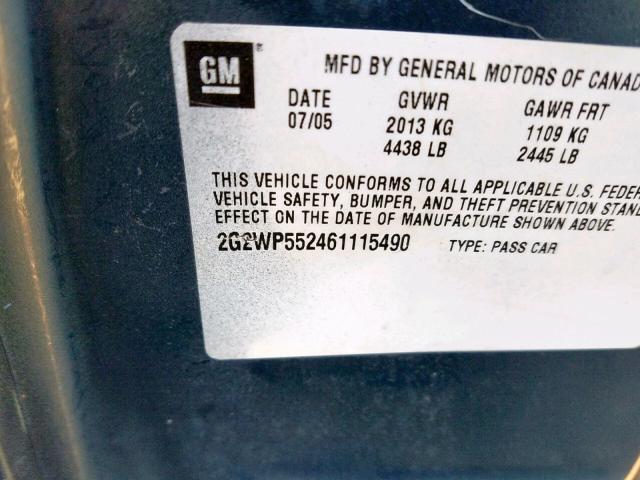 GM ®
MFD BY GENERAL MOTORS OF CANAD
DATE GVWR GAWR FRT
07/05 2013 KG 1109 KG
4438 LB 2445 LB
THIS VEHICLE CONFORMS TO ALL APPLICABLE U.S. FEDER
VEHICLE SAFETY, BUMPER, AND THEFT PREVENTION STAN
EFFECT ON THE DATE OF MANUFACTURE SHOWN ABOVE.
2G2WP552461115490 TYPE: PASS CAR